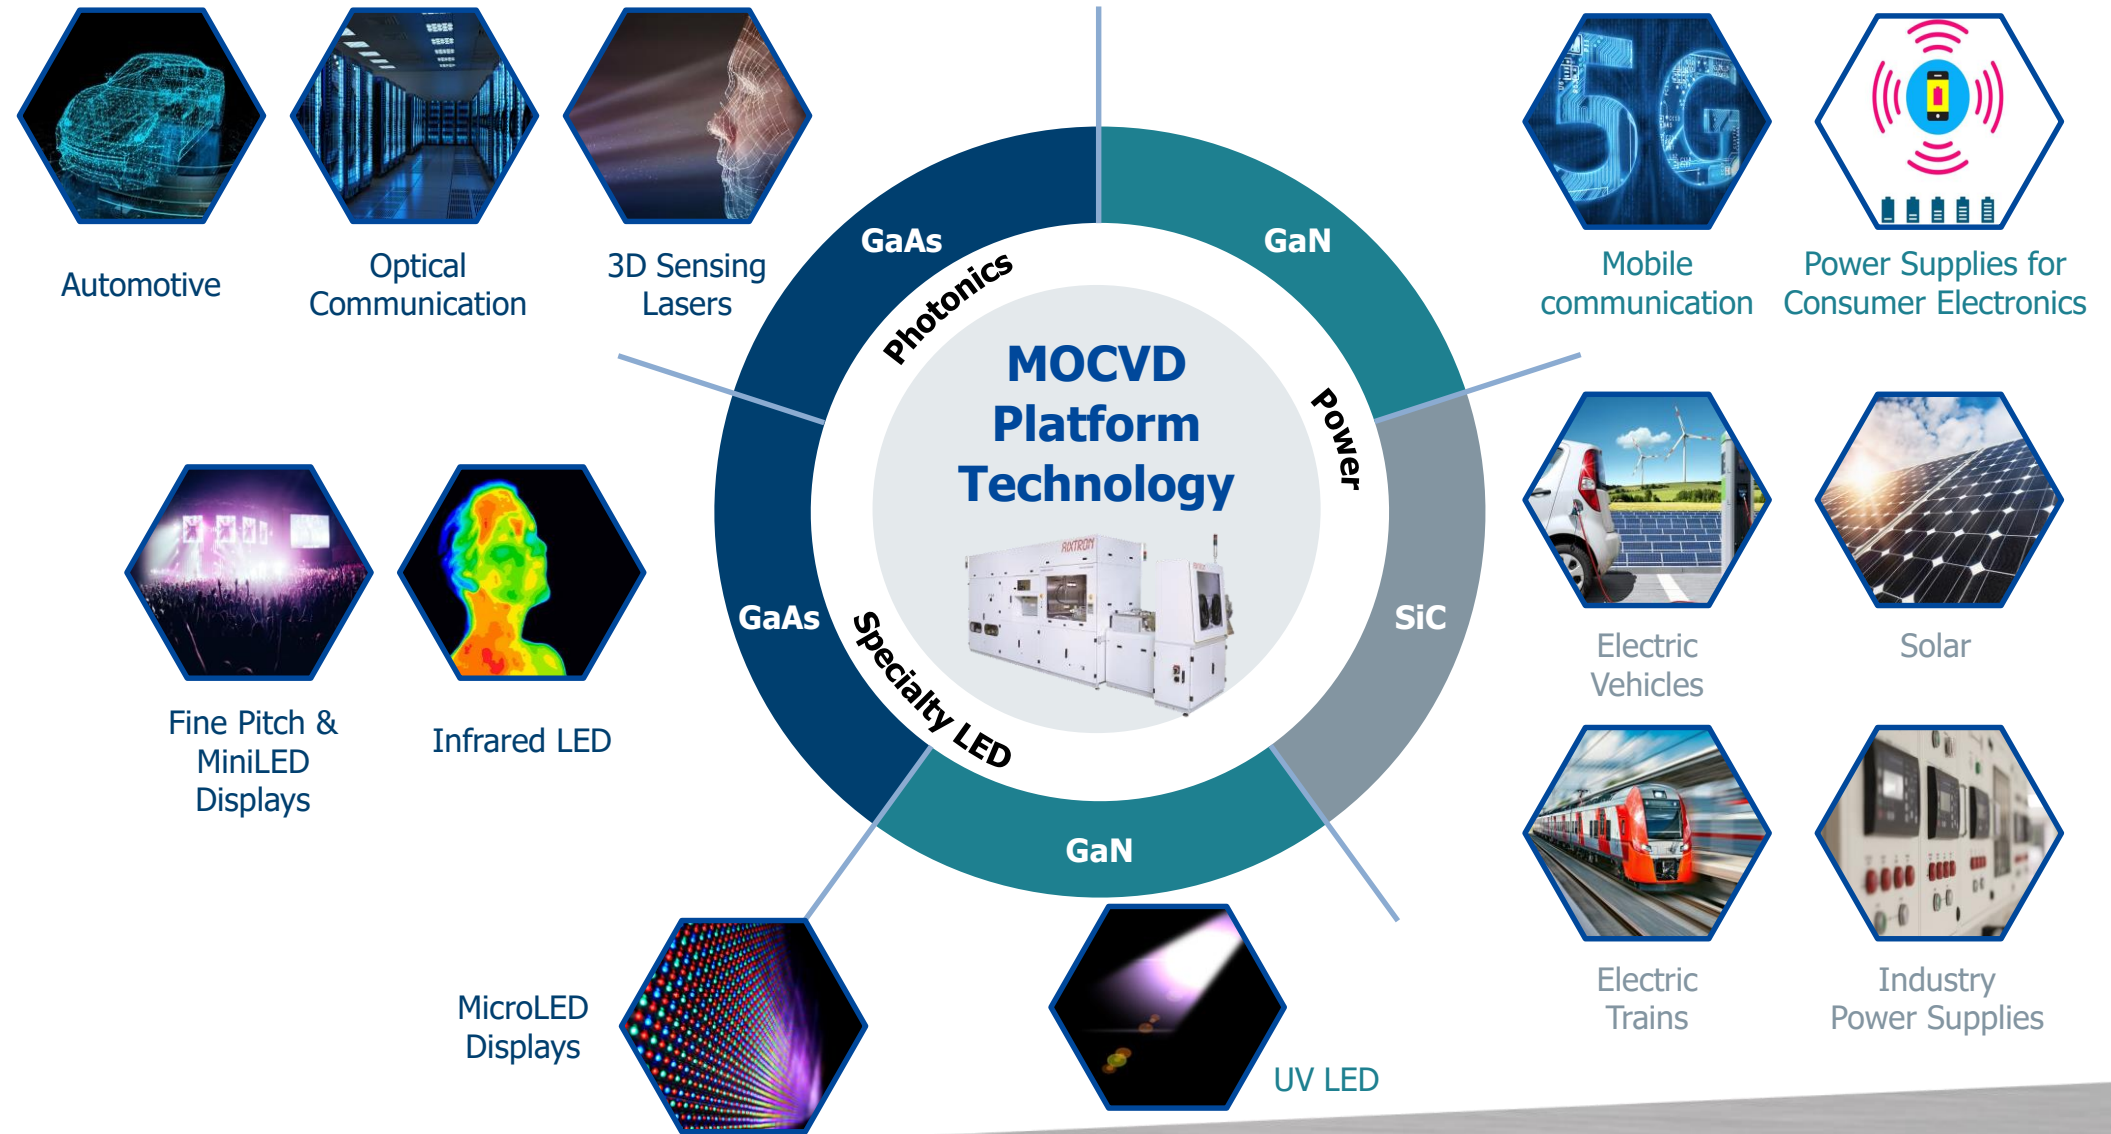 5G
Automotive
Optical
Communication
3D Sensing
Lasers
Mobile
communication
Power Supplies for
Consumer Electronics
GaAs
GaN
Photonics
Power
MOCVD
Platform
Technology
AIXTRON
GaAs
SiC
Specialty LED
GaN
Fine Pitch &
MiniLED
Displays
Infrared LED
Electric
Vehicles
Solar
Electric
Trains
Industry
Power Supplies
MicroLED
Displays
UV LED